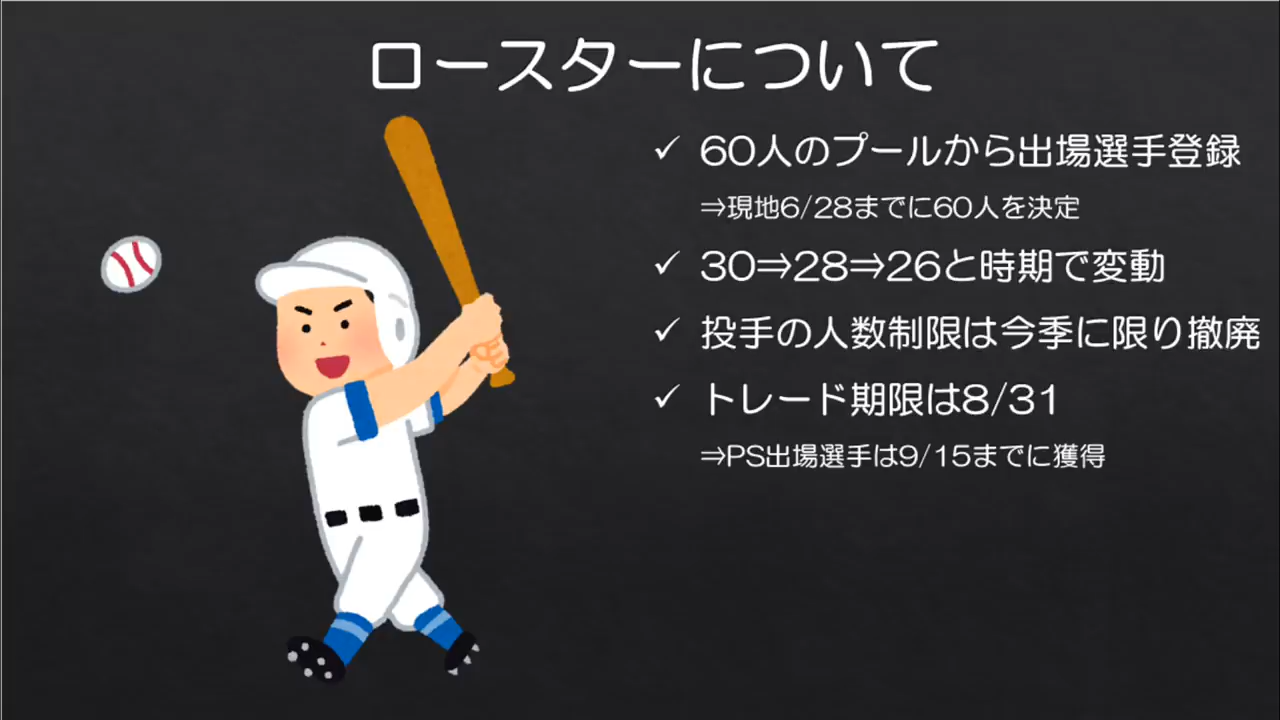 ロースターについて
✓ 60人のプールから出場選手登録
⇒現地6/28までに60人を決定
✓ 30⇒28⇒26と時期で変動
✓ 投手の人数制限は今季に限り撤廃
✓ トレード期限は8/31
⇒PS出場選手は9/15までに獲得